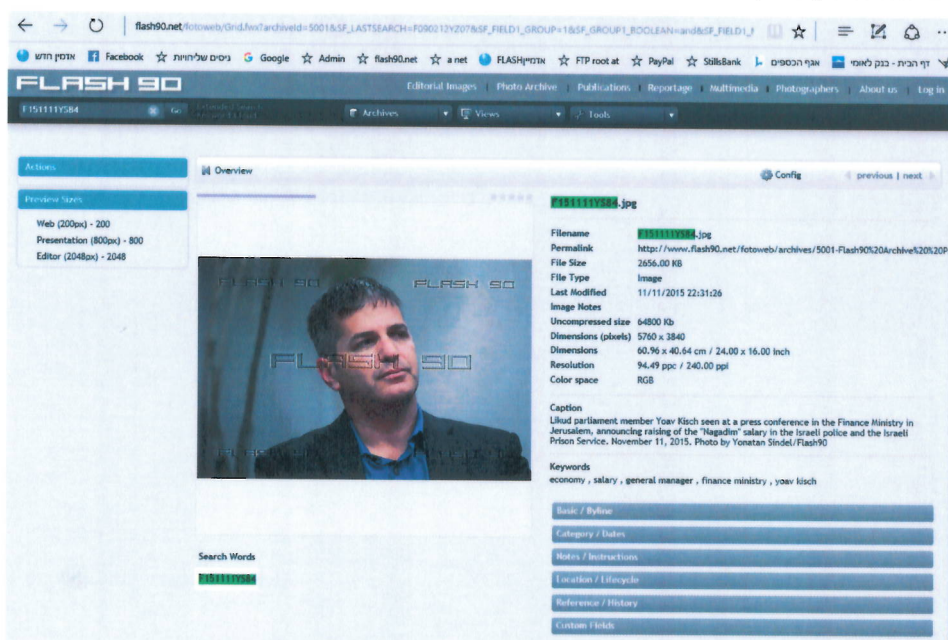 flash90.net/fotoweb/Grid.fwx?archiveId=5001&SF_LASTSEARCH=F090212YZ07&SF_FIELD1_GROUP=1&SF_GROUP1_BOOLEAN=and&SF_FIELD1_F
אדמין חדש Facebook ניסים שליחויות Google Admin flash90.net a net FLASHאדמיין FTP root at PayPal StillsBank אגף הכספים דף הבית - בנק לאומי
FLASH 90
Editorial Images | Photo Archive | Publications | Reportage | Multimedia | Photographers | About us | Log in
F151111YS84 Go Extended Search
Archives Views Tools
Actions
Overview Config previous | next
Preview Sizes
Web (200px) - 200
Presentation (800px) - 800
Editor (2048px) - 2048
FLASH 90 FLASH 90
FLASH 90
F151111YS84.jpg
Filename F151111YS84.jpg
Permalink http://www.flash90.net/fotoweb/archives/5001-Flash90%20Archive%20%20P
File Size 2656.00 KB
File Type Image
Last Modified 11/11/2015 22:31:26
Image Notes
Uncompressed size 64800 Kb
Dimensions (pixels) 5760 x 3840
Dimensions 60.96 x 40.64 cm / 24.00 x 16.00 inch
Resolution 94.49 ppc / 240.00 ppi
Color space RGB
Caption
Likud parliament member Yoav Kisch seen at a press conference in the Finance Ministry in
Jerusalem, announcing raising of the "Nagadim" salary in the Israeli police and the Israeli
Prison Service. November 11, 2015. Photo by Yonatan Sindel/Flash90
Keywords
economy , salary , general manager , finance ministry , yoav kisch
Basic / Byline
Category / Dates
Notes / Instructions
Location / Lifecycle
Reference / History
Custom Fields
Search Words
F151111YS84